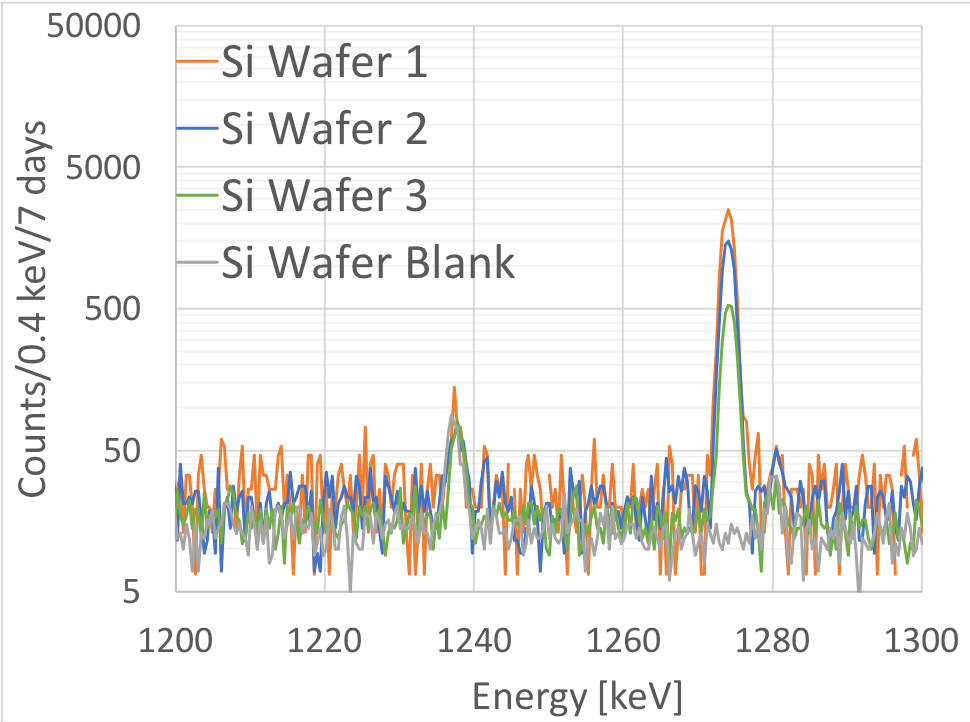 50000
5000
500
50
5
Counts/0.4 keV/7 days
Si Wafer 1
Si Wafer 2
Si Wafer 3
Si Wafer Blank
1200 1220 1240 1260 1280 1300
Energy [keV]